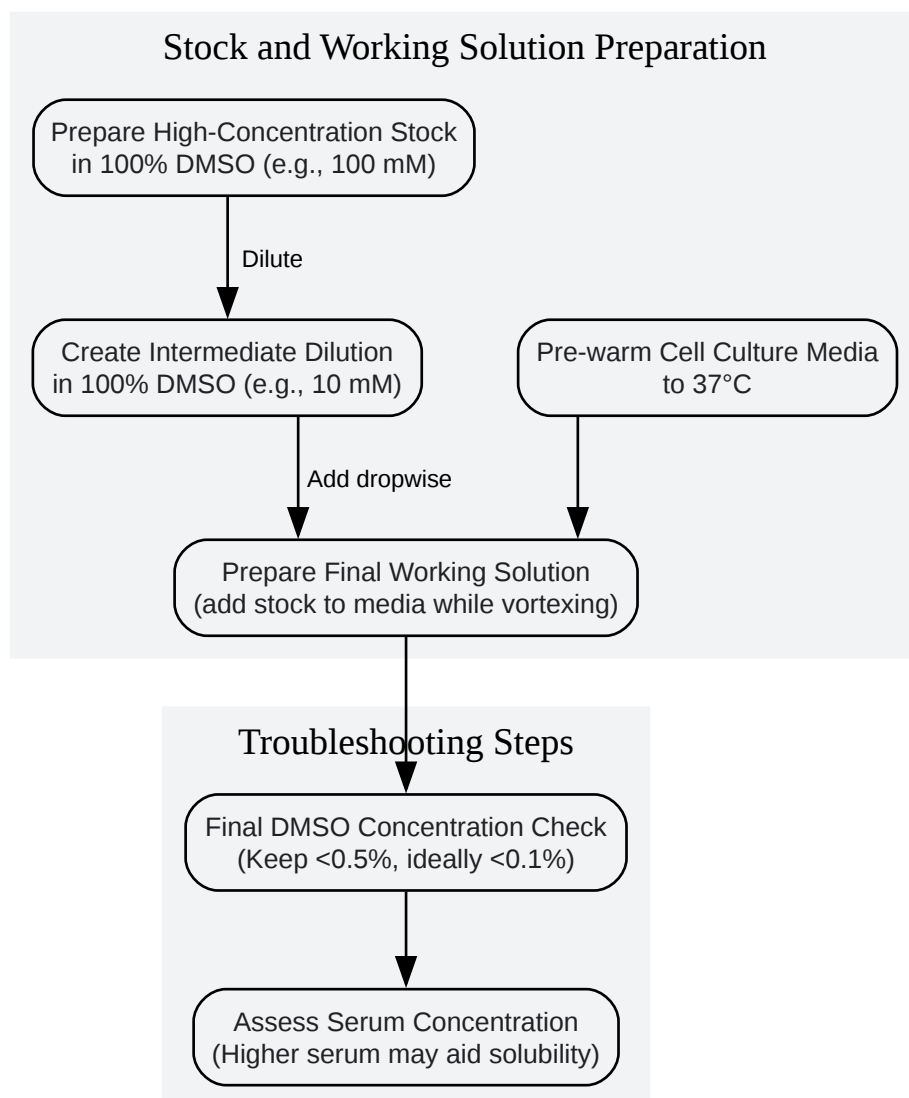 Stock and Working Solution Preparation
Prepare High-Concentration Stock
in 100% DMSO (e.g., 100 mM)
Dilute
Create Intermediate Dilution
in 100% DMSO (e.g., 10 mM)
Pre-warm Cell Culture Media
to 37°C
Add dropwise
Prepare Final Working Solution
(add stock to media while vortexing)
Troubleshooting Steps
Final DMSO Concentration Check
(Keep <0.5%, ideally <0.1%)
Assess Serum Concentration
(Higher serum may aid solubility)